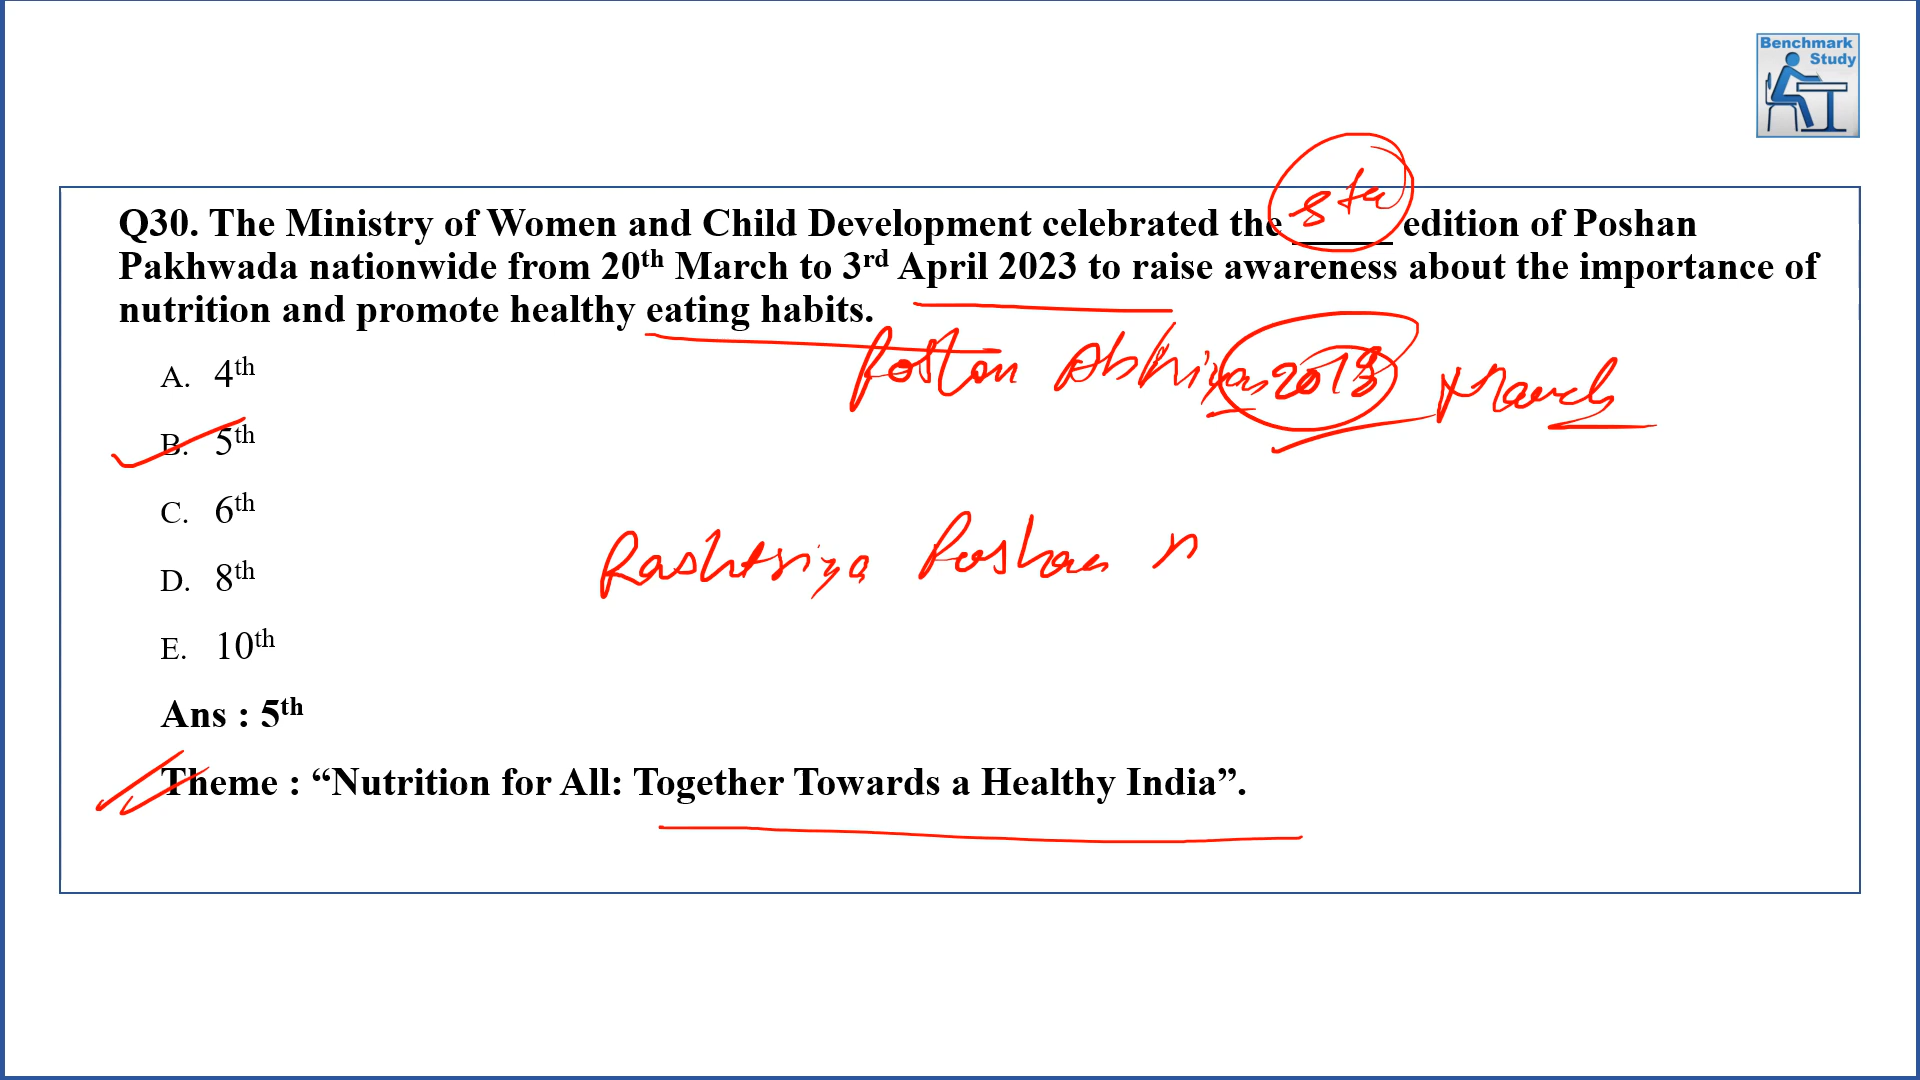 Benchmark
Study
8th
Q30. The Ministry of Women and Child Development celebrated the _____ edition of Poshan
Pakhwada nationwide from 20th March to 3rd April 2023 to raise awareness about the importance of
nutrition and promote healthy eating habits.
Poshan Abhiyan 2018 March
A. 4th
B. 5th
C. 6th
Rashtriya Poshan
D. 8th
E. 10th
Ans : 5th
Theme : “Nutrition for All: Together Towards a Healthy India”.